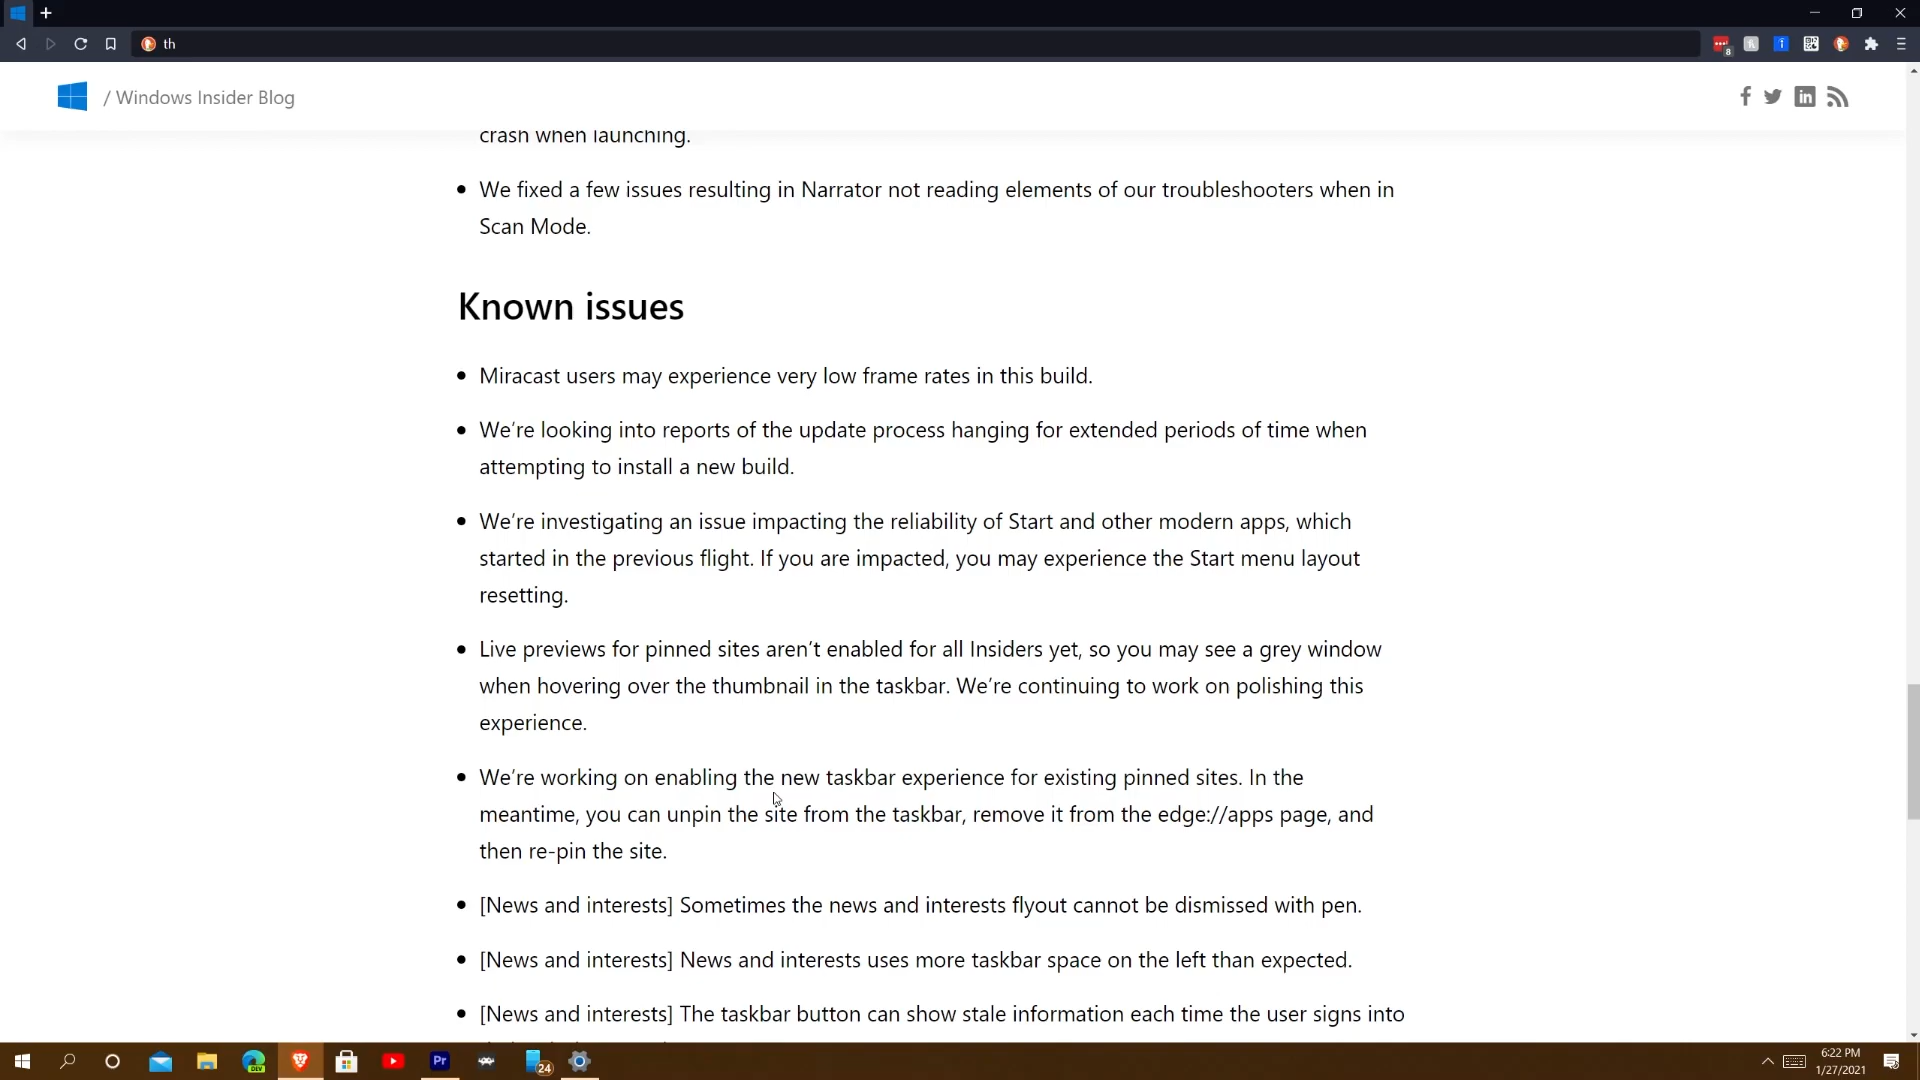 th
8
/ Windows Insider Blog
crash when launching.
• We fixed a few issues resulting in Narrator not reading elements of our troubleshooters when in
Scan Mode.
Known issues
• Miracast users may experience very low frame rates in this build.
• We’re looking into reports of the update process hanging for extended periods of time when
attempting to install a new build.
• We’re investigating an issue impacting the reliability of Start and other modern apps, which
started in the previous flight. If you are impacted, you may experience the Start menu layout
resetting.
• Live previews for pinned sites aren’t enabled for all Insiders yet, so you may see a grey window
when hovering over the thumbnail in the taskbar. We’re continuing to work on polishing this
experience.
• We’re working on enabling the new taskbar experience for existing pinned sites. In the
meantime, you can unpin the site from the taskbar, remove it from the edge://apps page, and
then re-pin the site.
• [News and interests] Sometimes the news and interests flyout cannot be dismissed with pen.
• [News and interests] News and interests uses more taskbar space on the left than expected.
• [News and interests] The taskbar button can show stale information each time the user signs into
DEV
Pr
24
6:22 PM
1/27/2021